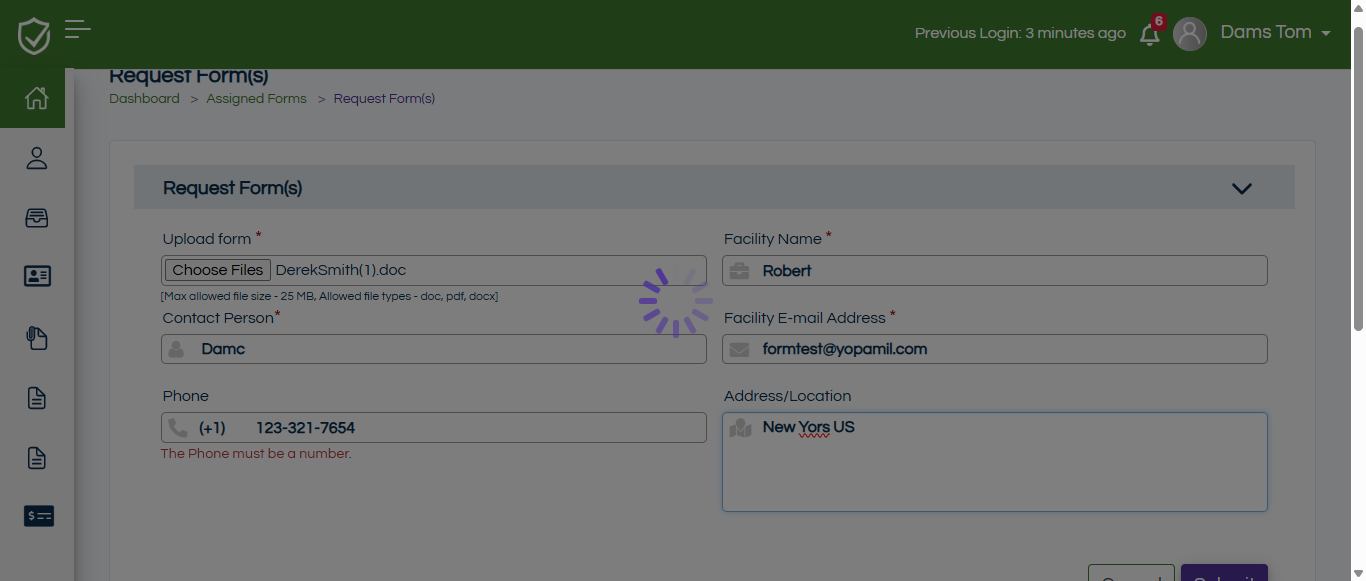 Previous Login: 3 minutes ago
6
Dams Tom
Request Form(s)
Dashboard > Assigned Forms > Request Form(s)
Request Form(s)
Upload form *
Choose Files DerekSmith(1).doc
[Max allowed file size - 25 MB, Allowed file types - doc, pdf, docx]
Facility Name *
Robert
Contact Person*
Damc
Facility E-mail Address *
formtest@yopamil.com
Phone
(+1) 123-321-7654
The Phone must be a number.
Address/Location
New Yors US